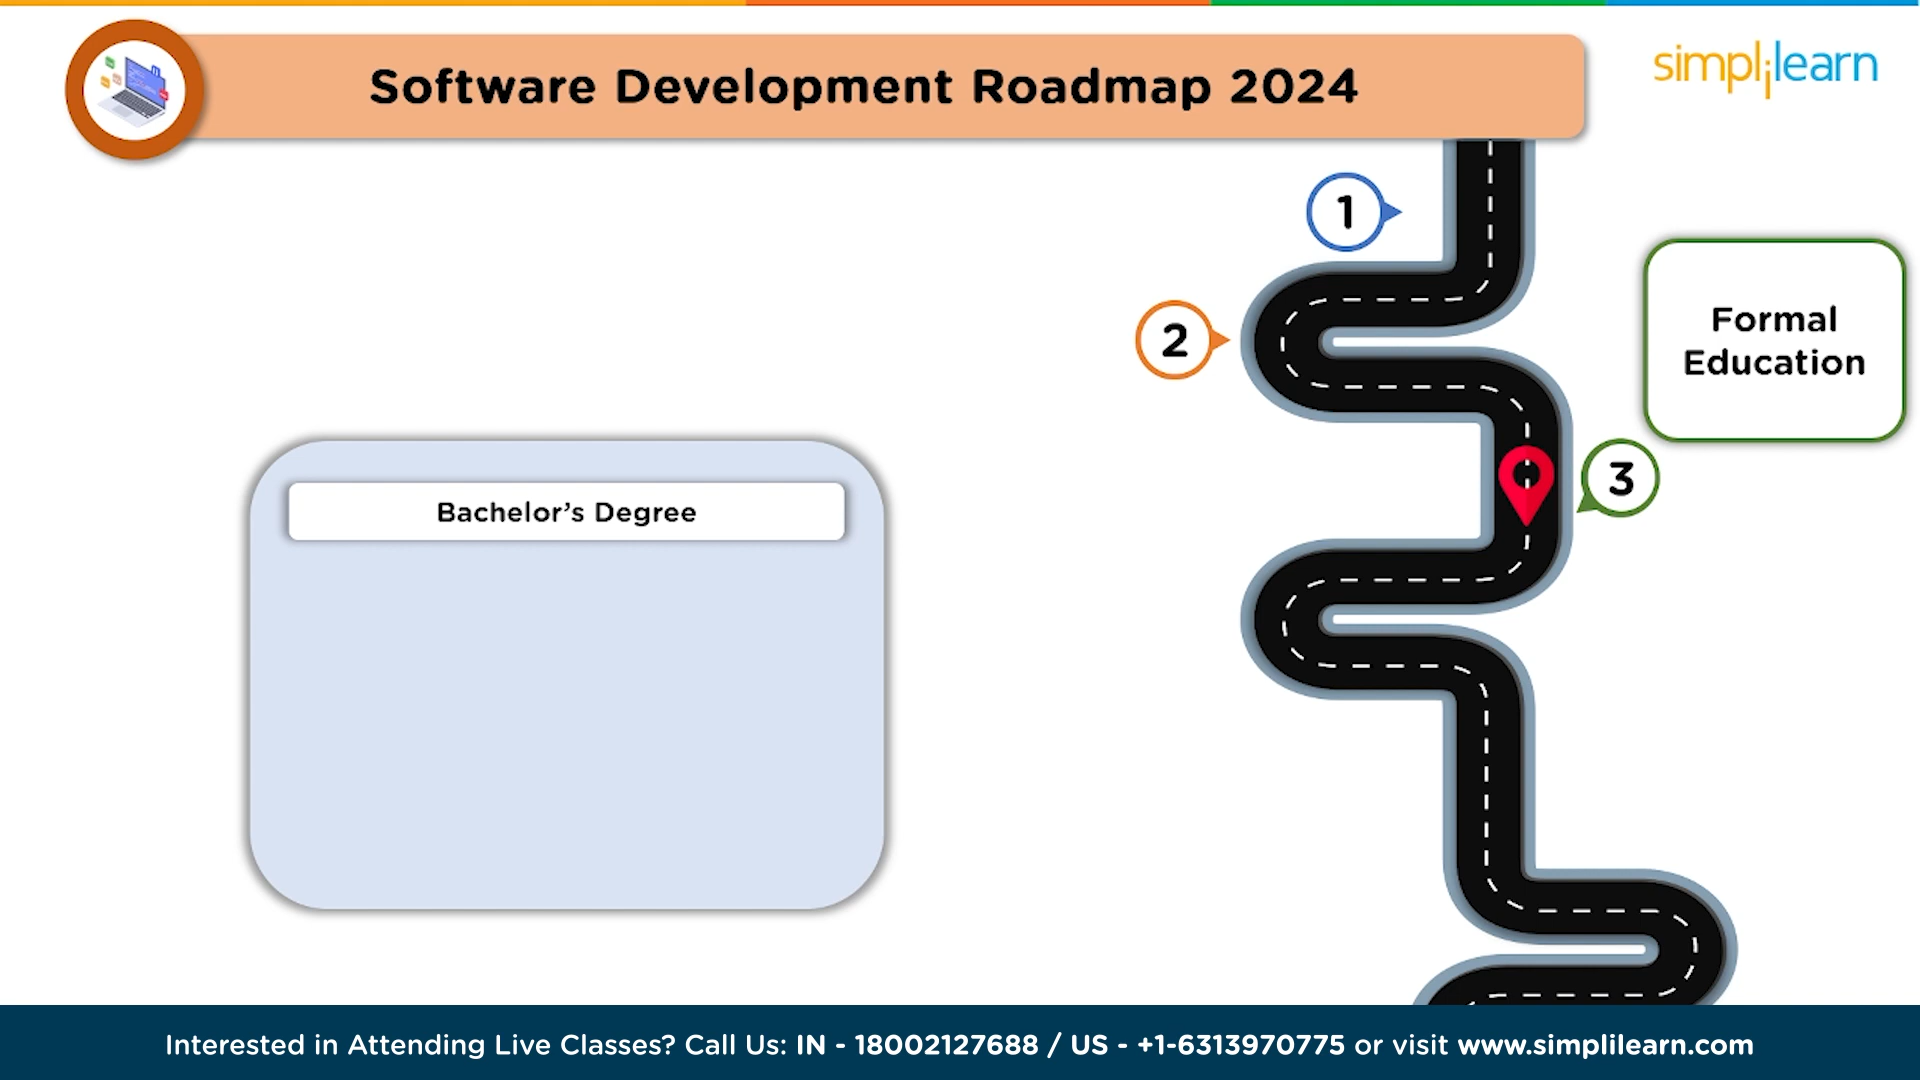 Software Development Roadmap 2024
simplilearn
1
2
Formal
Education
3
Bachelor’s Degree
Interested in Attending Live Classes? Call Us: IN - 18002127688 / US - +1-6313970775 or visit www.simplilearn.com